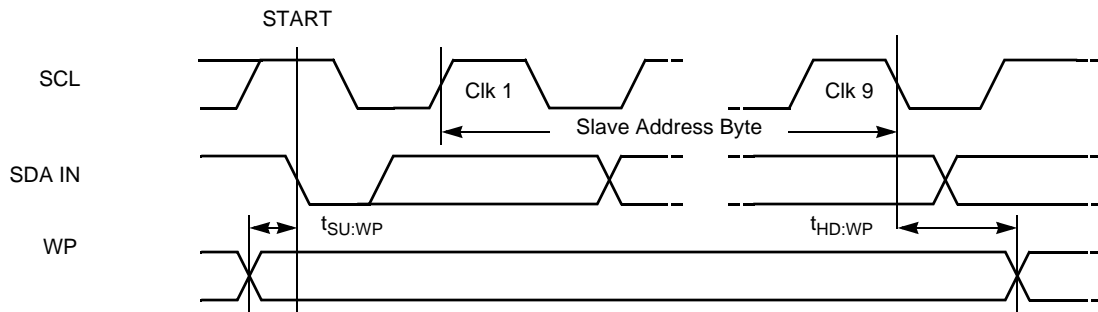 START
SCL
Clk 1
Clk 9
Slave Address Byte
SDA IN
tSU:WP
tHD:WP
WP